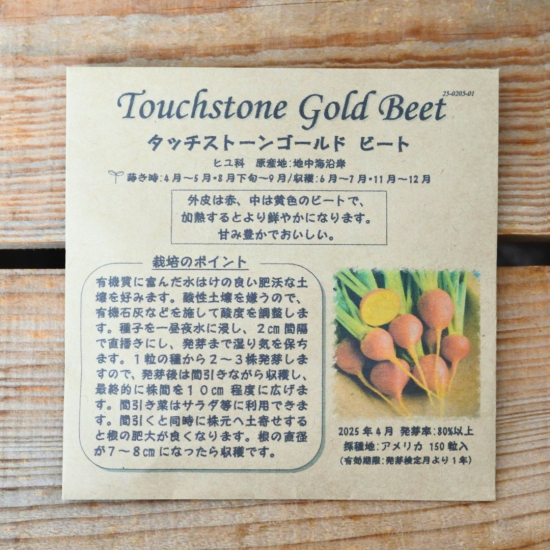 25-0203-01
Touchstone Gold Beet
タッチストーンゴールド ビート
ヒユ科 原産地:地中海沿岸
蒔き時:4月～5月・8月下旬～9月/収穫:6月～7月・11月～12月
外皮は赤、中は黄色のビートで、
加熱するとより鮮やかになります。
甘み豊かでおいしい。
栽培のポイント
有機質に富んだ水はけの良い肥沃な土
壌を好みます。酸性土壌を嫌うので、
有機石灰などを施して酸度を調整しま
す。種子を一昼夜水に浸し、2cm間隔
で直播きにし、発芽まで湿り気を保ち
ます。1粒の種から2～3株発芽しま
すので、発芽後は間引きながら収穫し、
最終的に株間を10cm程度に広げま
す。間引き菜はサラダ等に利用できま
す。間引くと同時に株元へ土寄せする
と根の肥大が良くなります。根の直径
が7～8cmになったら収穫です。
2025年4月 発芽率:80%以上
採種地:アメリカ 150粒入
(有効期限:発芽検定月より1年)